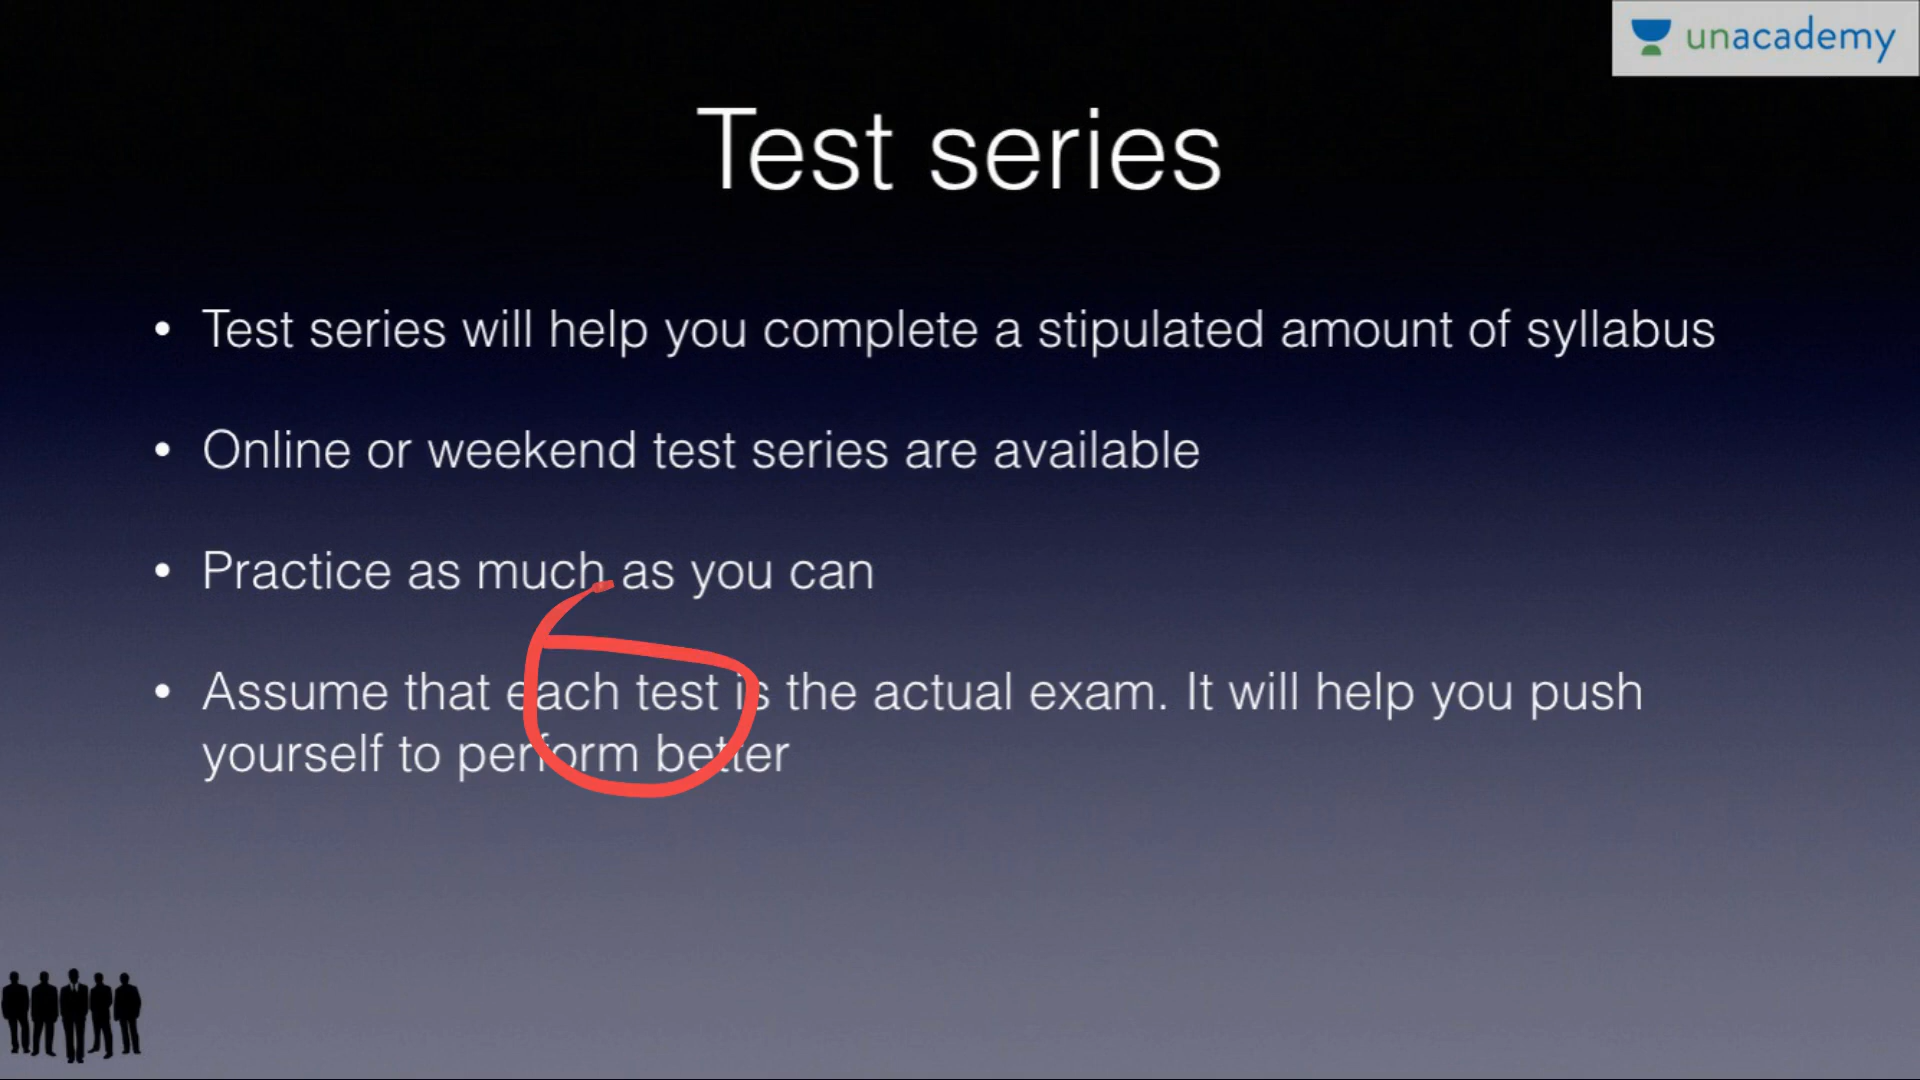 unacademy
Test series
• Test series will help you complete a stipulated amount of syllabus
• Online or weekend test series are available
• Practice as much as you can
• Assume that each test is the actual exam. It will help you push
yourself to perform better